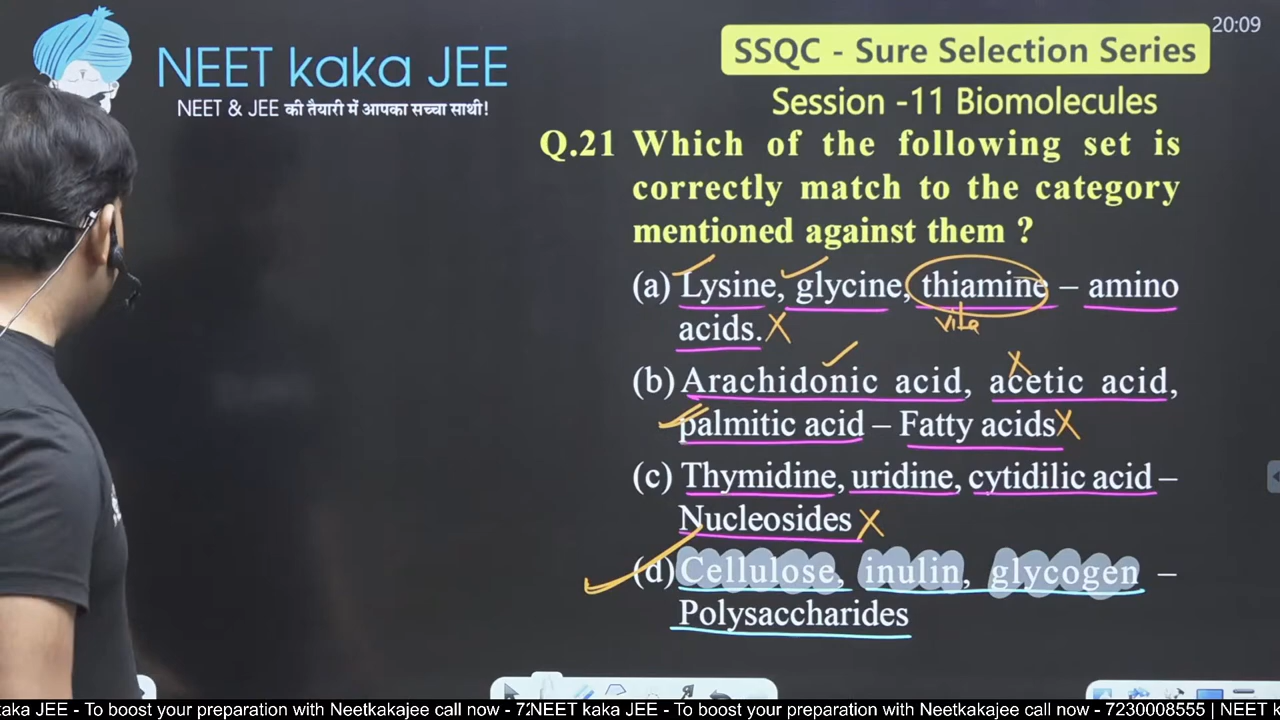 20:09
NEET kaka JEE
NEET & JEE की तैयारी में आपका सच्चा साथी!
SSQC - Sure Selection Series
Session -11 Biomolecules
Q.21 Which of the following set is
correctly match to the category
mentioned against them ?
(a) Lysine, glycine, thiamine – amino
vita
acids.
(b) Arachidonic acid, acetic acid,
palmitic acid – Fatty acids
(c) Thymidine, uridine, cytidilic acid –
Nucleosides
(d) Cellulose, inulin, glycogen –
Polysaccharides
kaka JEE - To boost your preparation with Neetkakajee call now - 72NEET kaka JEE - To boost your preparation with Neetkakajee call now - 7230008555 | NEET k